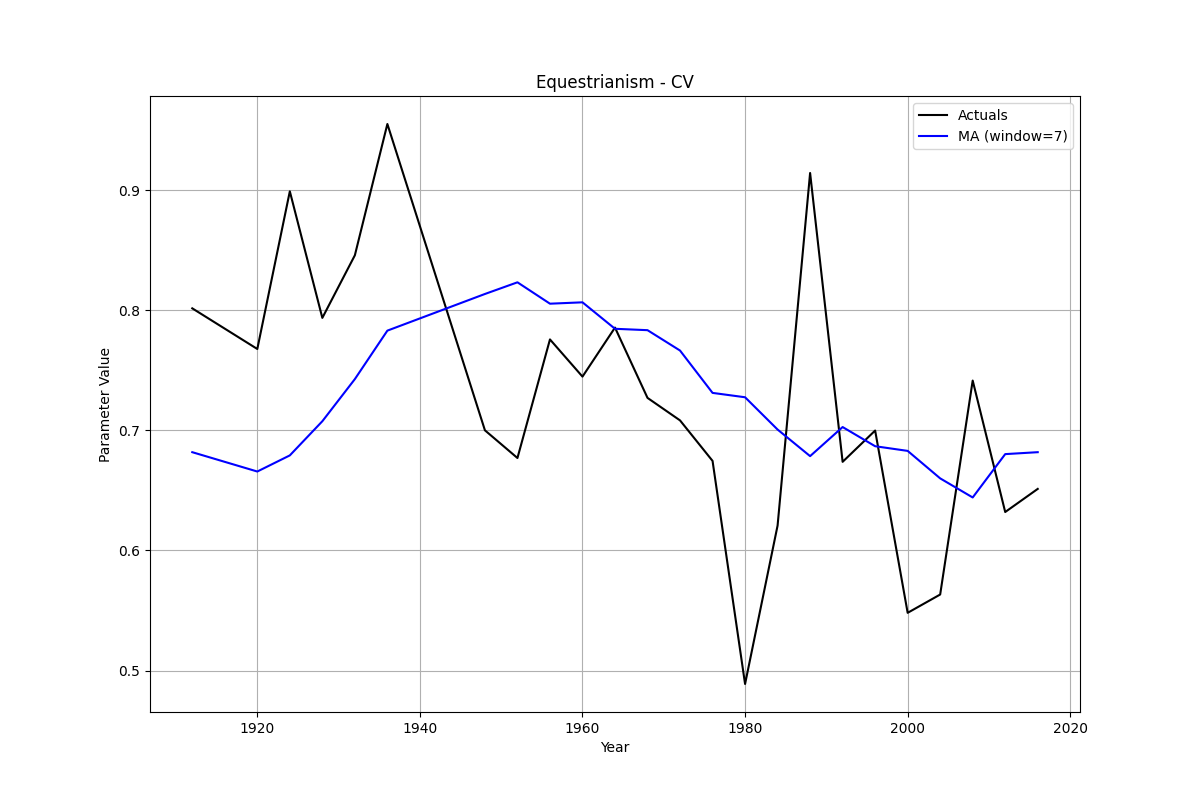 Equestrianism - CV
Actuals
MA (window=7)
0.9
0.8
0.7
0.6
0.5
Parameter Value
1920 1940 1960 1980 2000 2020
Year